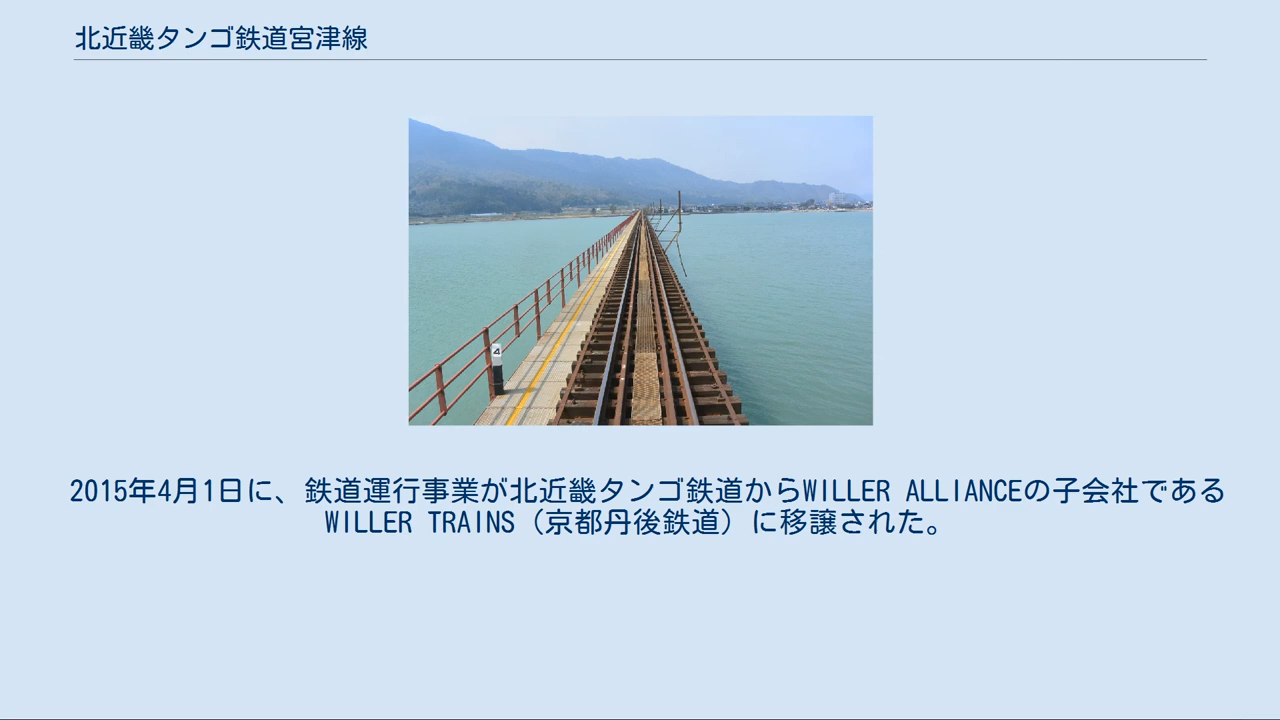 北近畿タンゴ鉄道宮津線
4
2015年4月1日に、鉄道運行事業が北近畿タンゴ鉄道からWILLER ALLIANCEの子会社である
WILLER TRAINS（京都丹後鉄道）に移譲された。